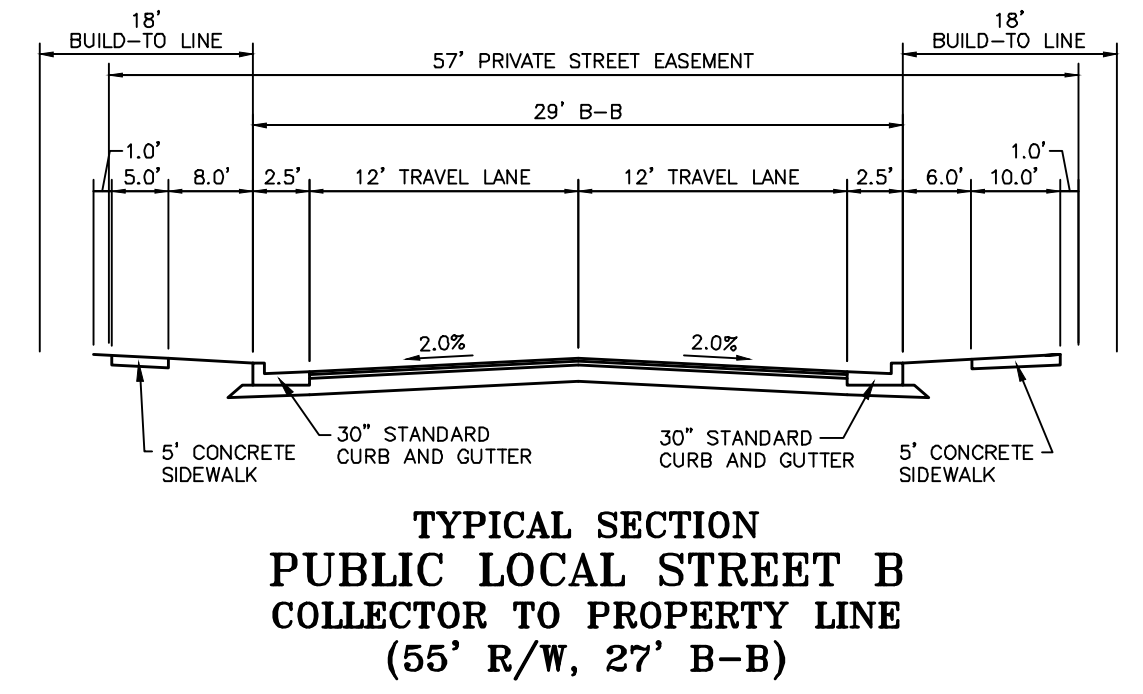 18' 18'
BUILD-TO LINE BUILD-TO LINE
57' PRIVATE STREET EASEMENT
29' B-B
1.0' 1.0'
5.0' 8.0' 2.5' 12' TRAVEL LANE 12' TRAVEL LANE 2.5' 6.0' 10.0'
2.0% 2.0%
5' CONCRETE
SIDEWALK
30" STANDARD
CURB AND GUTTER
30" STANDARD
CURB AND GUTTER
5' CONCRETE
SIDEWALK
TYPICAL SECTION
PUBLIC LOCAL STREET B
COLLECTOR TO PROPERTY LINE
(55' R/W, 27' B-B)